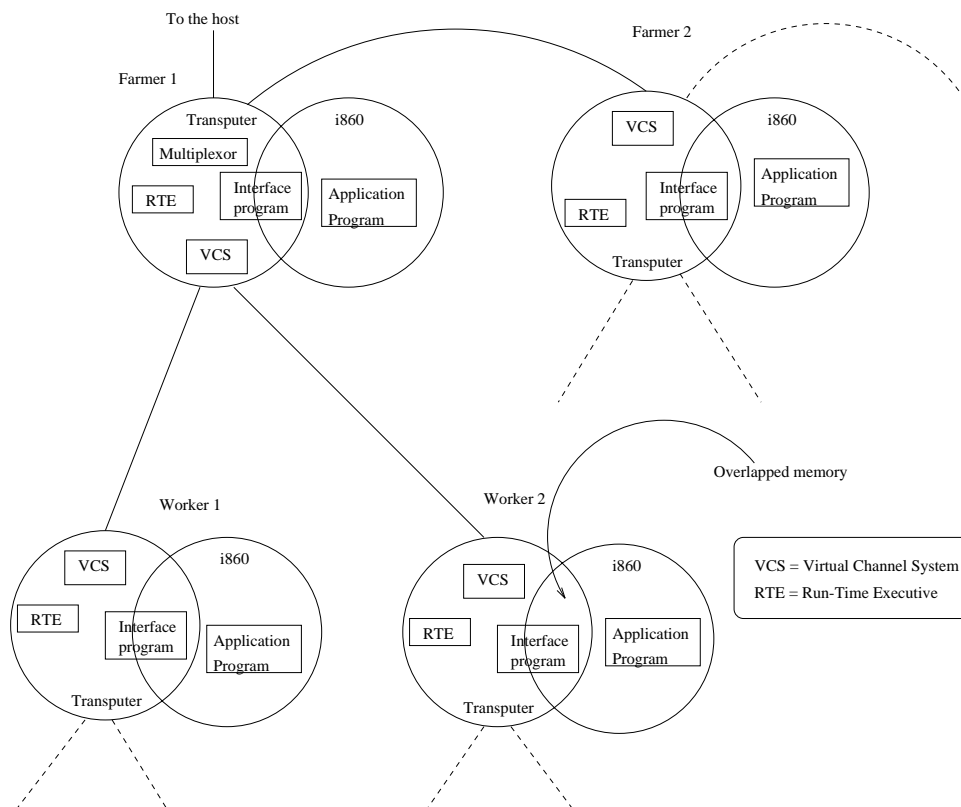 To the host
Farmer 2
Farmer 1
Transputer
i860
Multiplexor
RTE
Interface
program
Application
Program
VCS
VCS
i860
Application
Program
Interface
program
RTE
Transputer
Overlapped memory
Worker 1
Worker 2
i860
VCS
RTE
Interface
program
Application
Program
Transputer
i860
VCS
RTE
Interface
program
Application
Program
Transputer
VCS = Virtual Channel System
RTE = Run-Time Executive